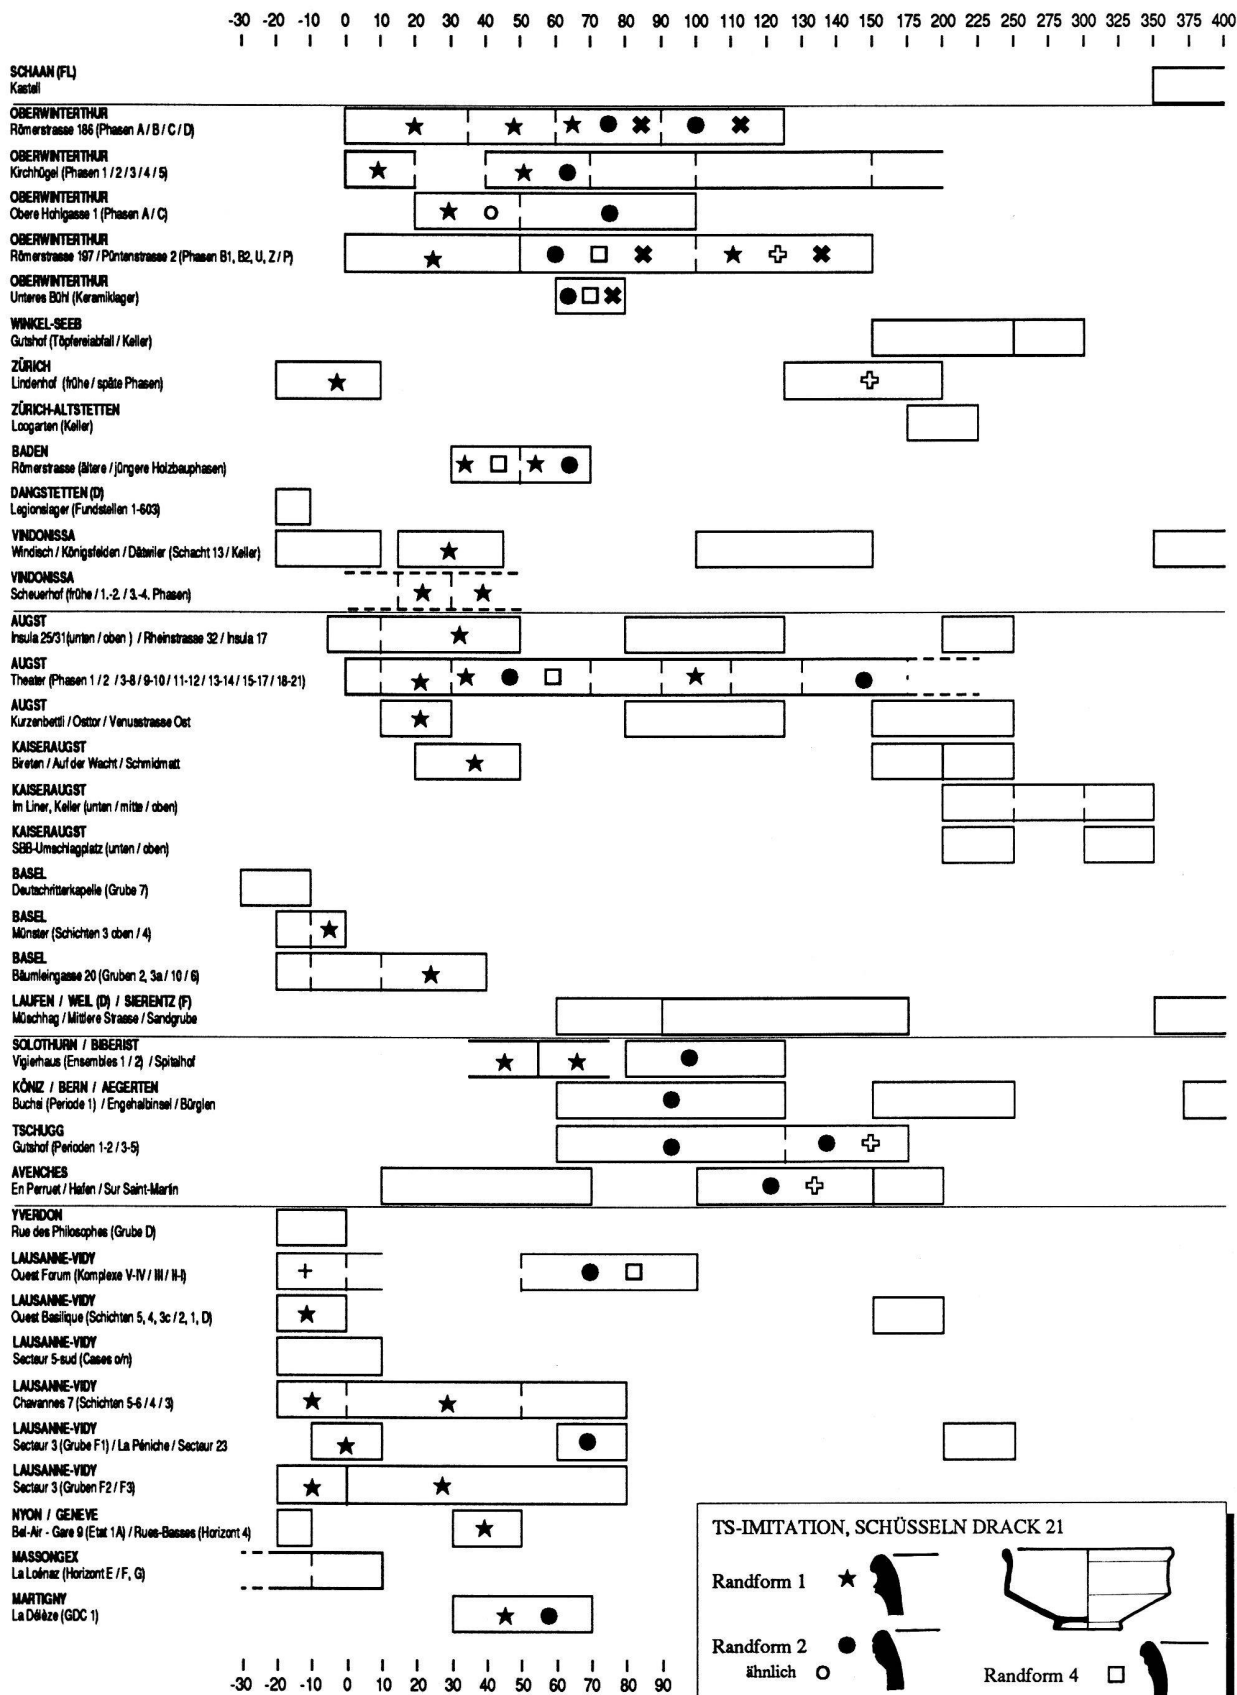 -30 -20 -10 0 10 20 30 40 50 60 70 80 90 100 110 120 130 150 175 200 225 250 275 300 325 350 375 400
SCHAAN (FL)
Kastell
OBERWINTERTHUR
Römerstrasse 186 (Phasen A / B / C / D)
OBERWINTERTHUR
Kirchhügel (Phasen 1 / 2 / 3 / 4 / 5)
OBERWINTERTHUR
Obere Hohlgasse 1 (Phasen A / C)
OBERWINTERTHUR
Römerstrasse 197 / Püntenstrasse 2 (Phasen B1, B2, U, Z / P)
OBERWINTERTHUR
Unteres Bühl (Keramiklager)
WINKEL-SEEB
Gutshof (Töpfereiabfall / Keller)
ZÜRICH
Lindenhof (frühe / späte Phasen)
ZÜRICH-ALTSTETTEN
Loogarten (Keller)
BADEN
Römerstrasse (ältere / jüngere Holzbauphasen)
DANGSTETTEN (D)
Legionslager (Fundstellen 1-603)
VINDONISSA
Windisch / Königsfelden / Dätwiler (Schacht 13 / Keller)
VINDONISSA
Scheuerhof (frühe / 1.-2. / 3.-4. Phasen)
AUGST
Insula 25/31(unten / oben ) / Rheinstrasse 32 / Insula 17
AUGST
Theater (Phasen 1 / 2 / 3-8 / 9-10 / 11-12 / 13-14 / 15-17 / 18-21)
AUGST
Kurzenbettli / Osttor / Venusstrasse Ost
KAISERAUGST
Bireten / Auf der Wacht / Schmidmatt
KAISERAUGST
Im Liner, Keller (unten / mitte / oben)
KAISERAUGST
SBB-Umschlagplatz (unten / oben)
BASEL
Deutschritterkapelle (Grube 7)
BASEL
Münster (Schichten 3 oben / 4)
BASEL
Bäumleingasse 20 (Gruben 2, 3a / 10 / 6)
LAUFEN / WEIL (D) / SIERENTZ (F)
Müschhag / Mittlere Strasse / Sandgrube
SOLOTHURN / BIBERIST
Vigierhaus (Ensembles 1 / 2) / Spitalhof
KÖNIZ / BERN / AEGERTEN
Buchsi (Periode 1) / Engehalbinsel / Bürglen
TSCHUGG
Gutshof (Perioden 1-2 / 3-5)
AVENCHES
En Perruet / Hafen / Sur Saint-Martin
YVERDON
Rue des Philosophes (Grube D)
LAUSANNE-VIDY
Ouest Forum (Komplexe V-IV / III / II-I)
LAUSANNE-VIDY
Ouest Basilique (Schichten 5, 4, 3c / 2, 1, D)
LAUSANNE-VIDY
Secteur 5-sud (Cases o/n)
LAUSANNE-VIDY
Chavannes 7 (Schichten 5-6 / 4 / 3)
LAUSANNE-VIDY
Secteur 3 (Grube F1) / La Péniche / Secteur 23
LAUSANNE-VIDY
Secteur 3 (Gruben F2 / F3)
NYON / GENEVE
Bel-Air - Gare 9 (Etat 1A) / Rues-Basses (Horizont 4)
MASSONGEX
La Loénaz (Horizont E / F, G)
MARTIGNY
La Délèze (GDC 1)
-30 -20 -10 0 10 20 30 40 50 60 70 80 90
TS-IMITATION, SCHÜSSELN DRACK 21
Randform 1
Randform 2
ähnlich
Randform 4